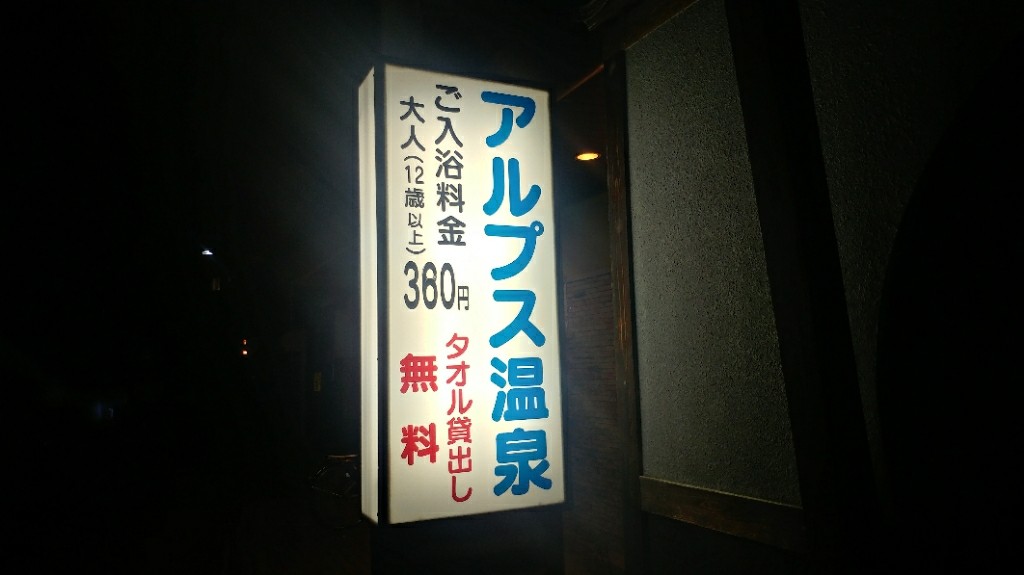 アルプス温泉
ご入浴料金
大人(12歳以上)
360円
タオル貸出し
無料